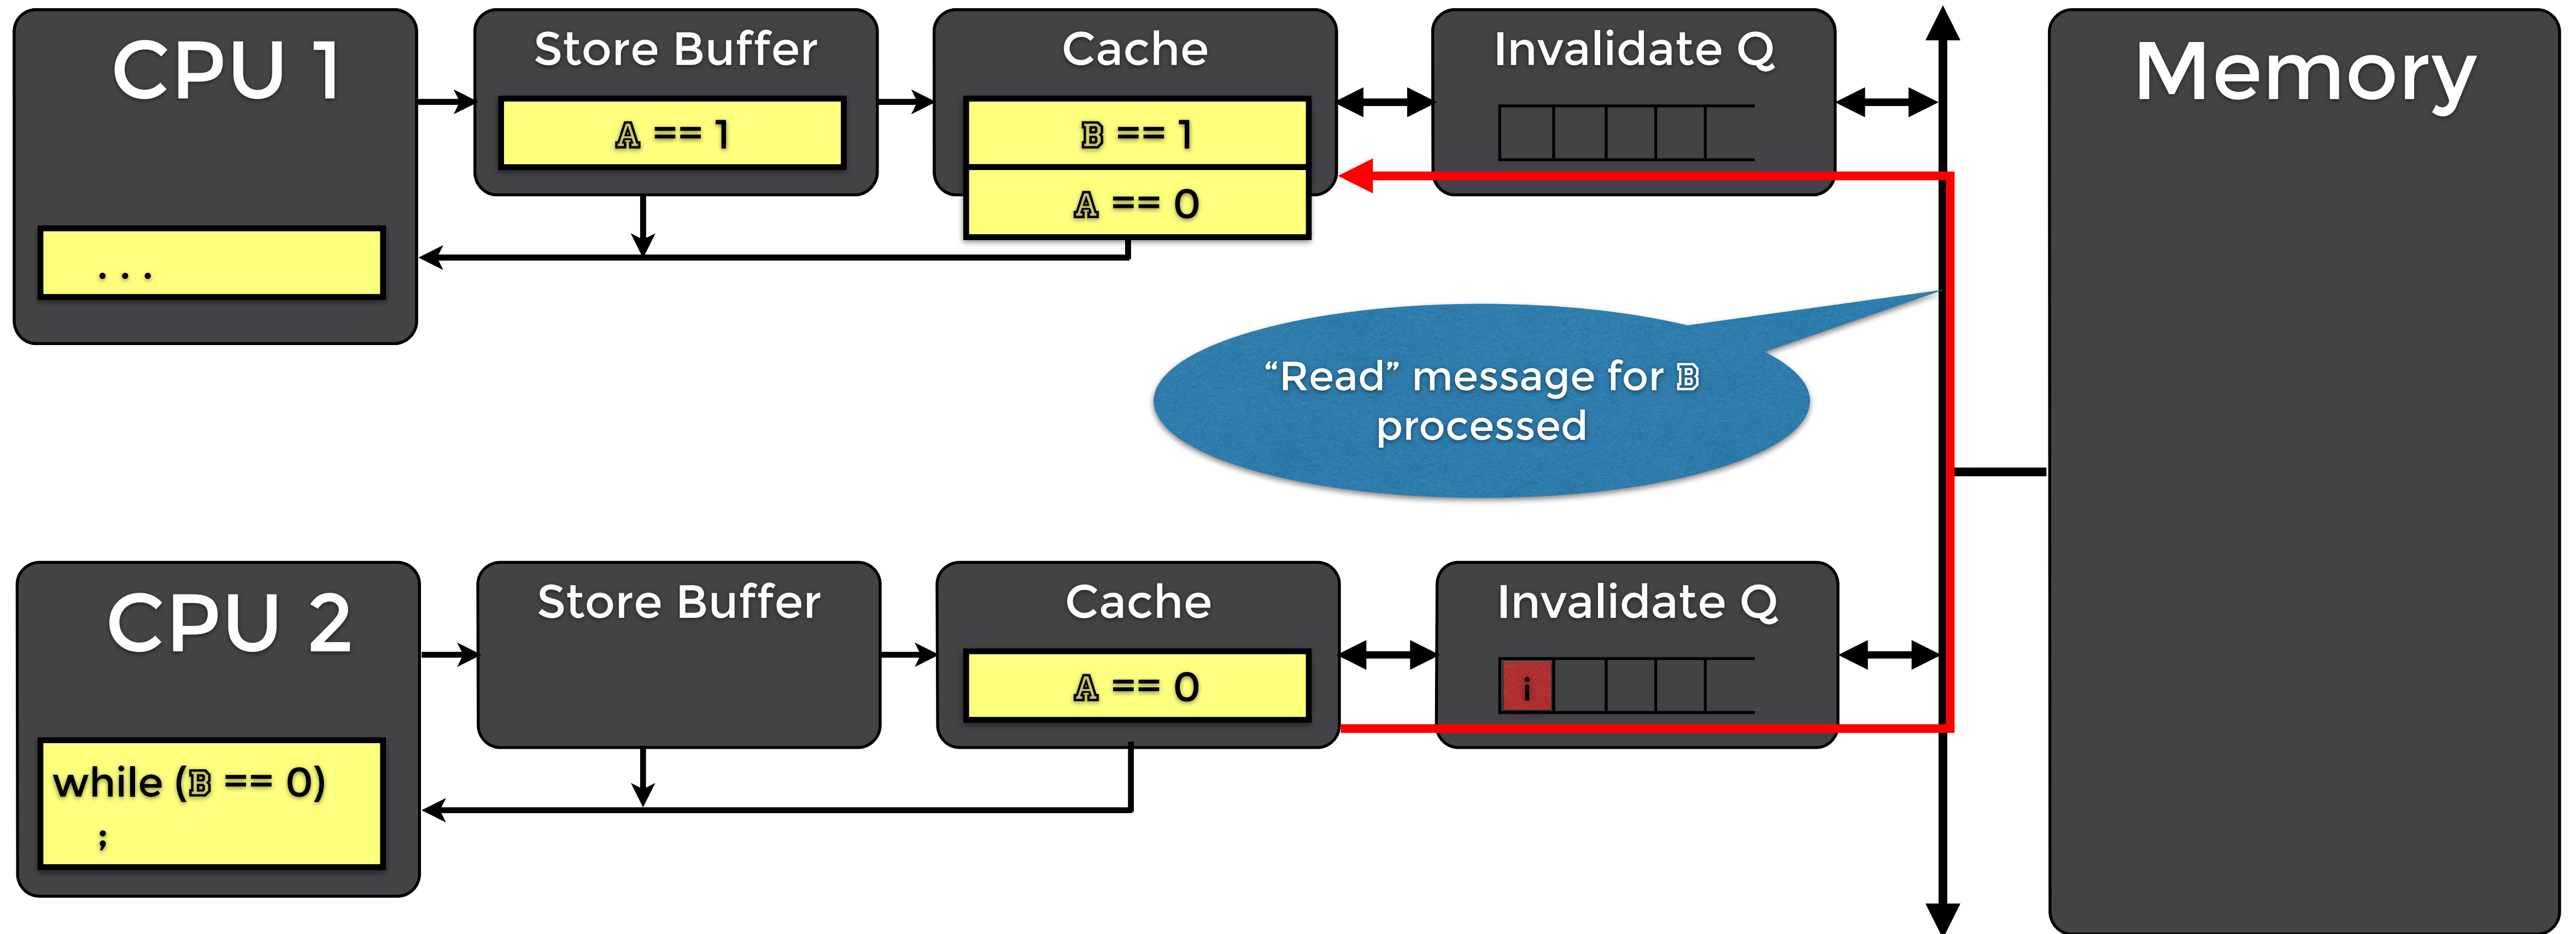 CPU 1
Store Buffer
Cache
Invalidate Q
Memory
A == 1
B == 1
A == 0
...
“Read” message for B
processed
CPU 2
Store Buffer
Cache
Invalidate Q
A == 0
i
while (B == 0)
;